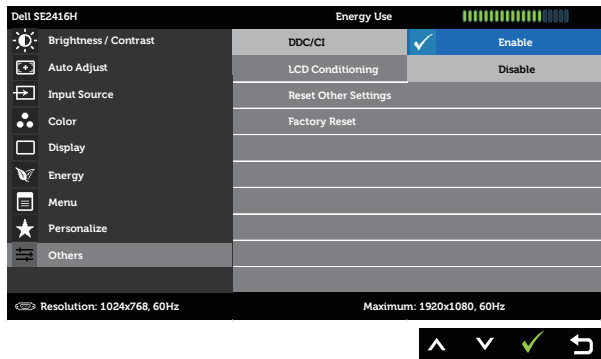 Dell SE2416H Energy Use
Brightness / Contrast DDC/CI Enable
Auto Adjust LCD Conditioning Disable
Input Source Reset Other Settings
Color Factory Reset
Display
Energy
Menu
Personalize
Others
Resolution: 1024x768, 60Hz Maximum: 1920x1080, 60Hz